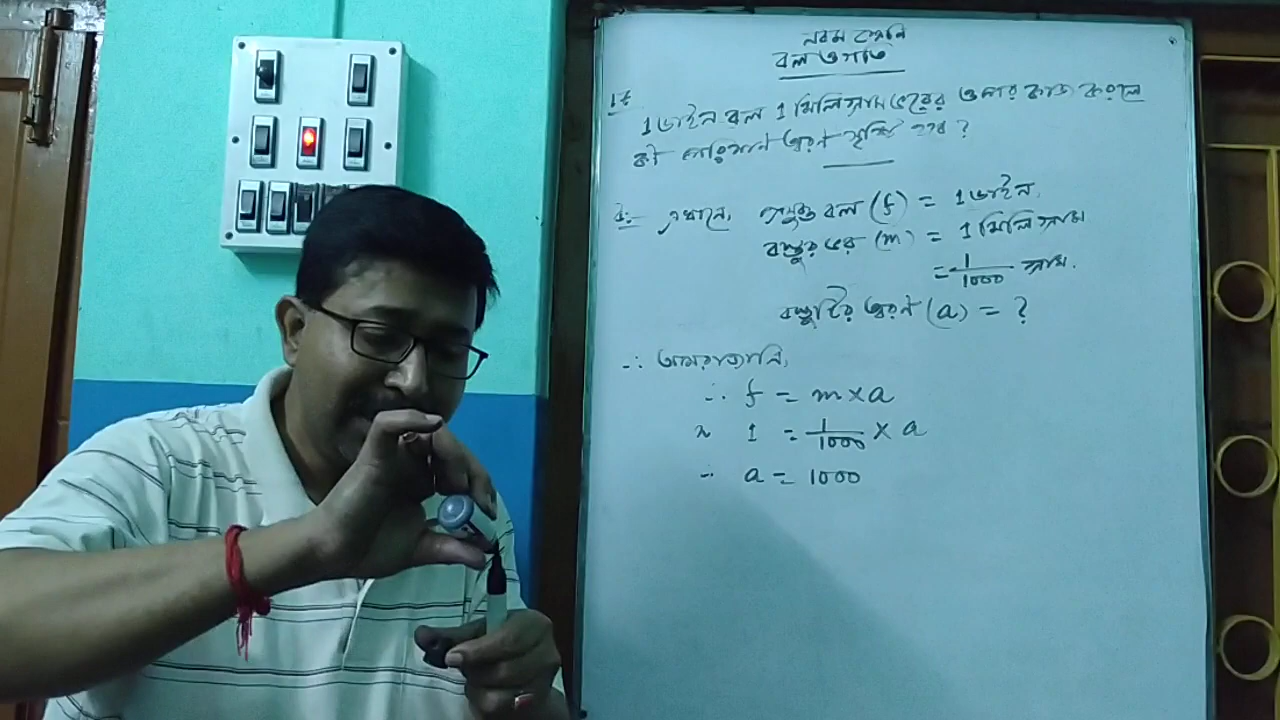 নবম শ্রেণি
বল ও গতি
1ঃ 1 ডাইন বল 1 মিলিগ্রাম ভরের ওপর কাজ করলে
কী পরিমাণ ত্বরণ সৃষ্টি হবে ?
উঃ- এখানে, প্রযুক্ত বল (f) = 1 ডাইন.
বস্তুর ভর (m) = 1 মিলি গ্রাম
= 1/1000 গ্রাম.
বস্তুটির ত্বরণ (a) = ?
∴ আমরা জানি,
∴ f = m × a
বা 1 = 1/1000 × a
∴ a = 1000